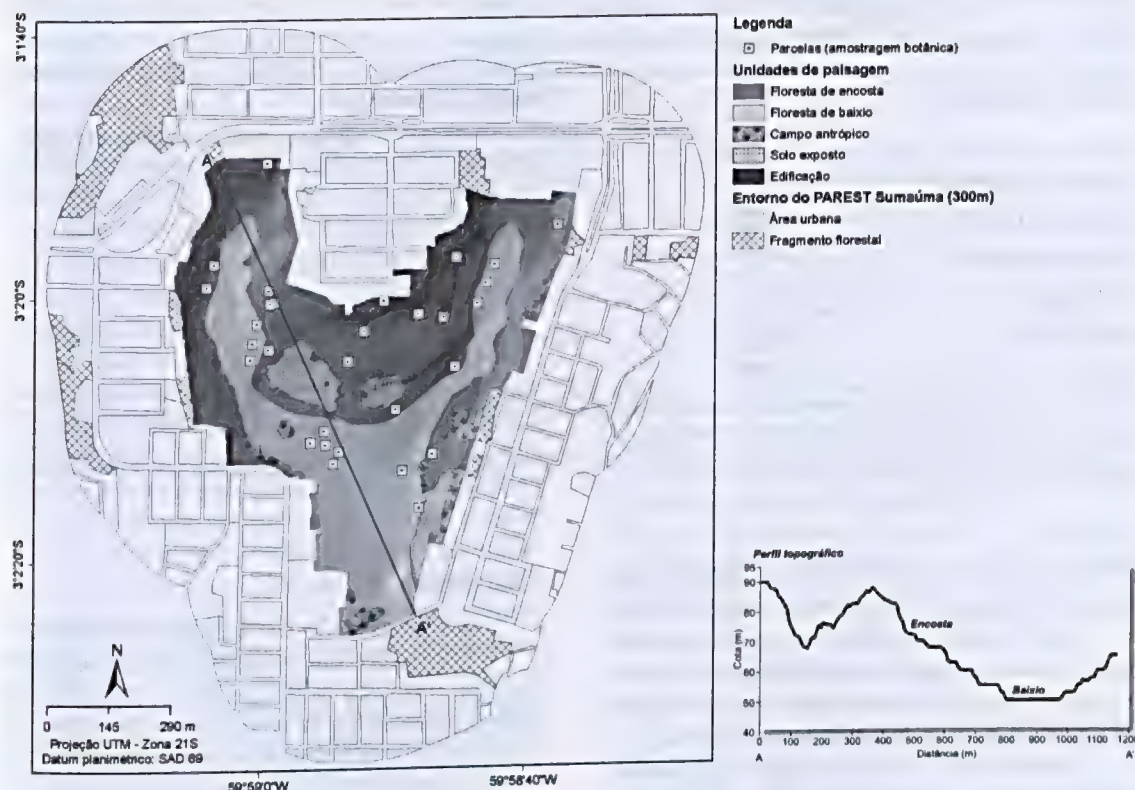 3°1'40"S
3°2'0"S
3°2'20"S
A
A'
N
0 145 290 m
Projeção UTM - Zona 21S
Datum planimétrico: SAD 69
59°59'0"W
59°58'40"W
Legenda
Parcelas (amostragem botânica)
Unidades de paisagem
Floresta de encosta
Floresta de baixio
Campo antrópico
Solo exposto
Edificação
Entorno do PAREST Sumaúma (300m)
Área urbana
Fragmento florestal
Perfil topográfico
95
90
80
70
60
50
40
Cota (m)
Encosta
Baixio
0 100 200 300 400 500 600 700 800 900 1000 1100 1200
A Distância (m) A'